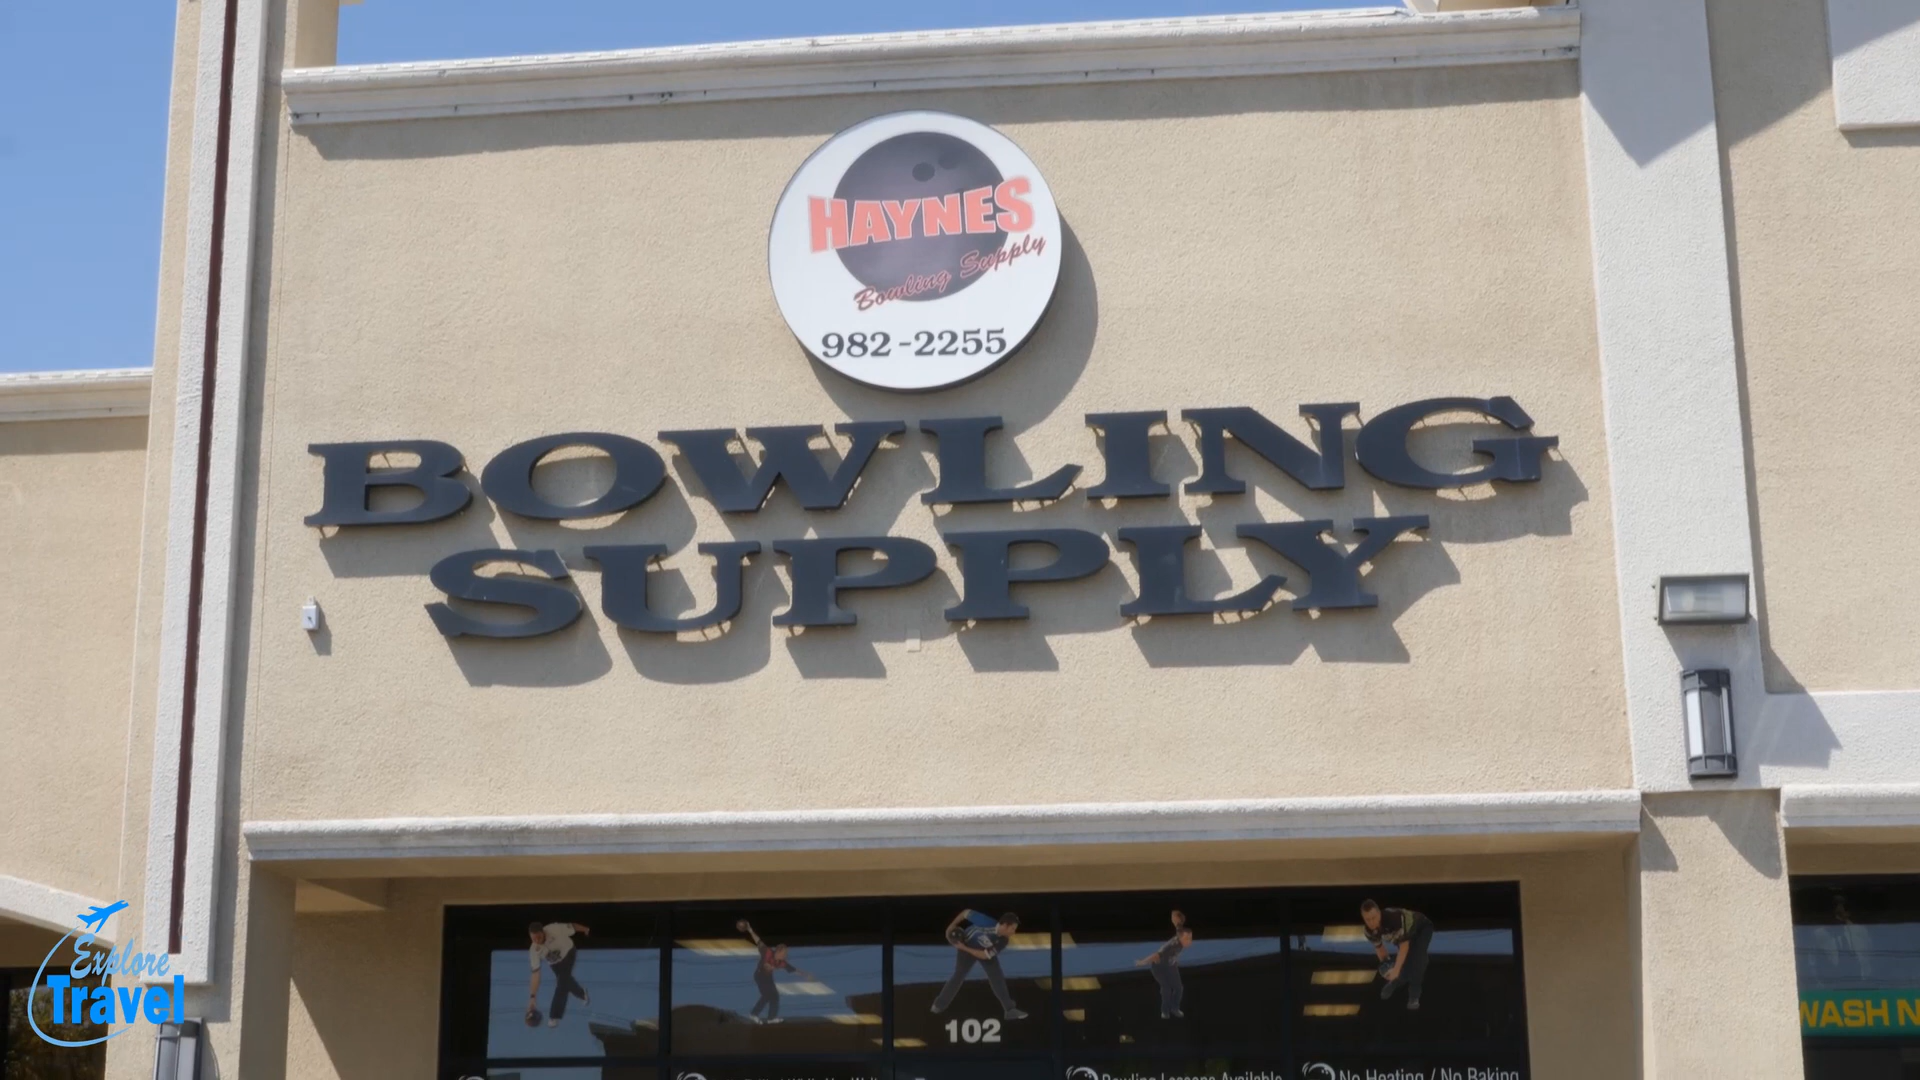 HAYNES
Bowling Supply
982-2255
BOWLING
SUPPLY
102
Bowling Lessons Available
No Heating / No Baking
WASH N
Explore
Travel